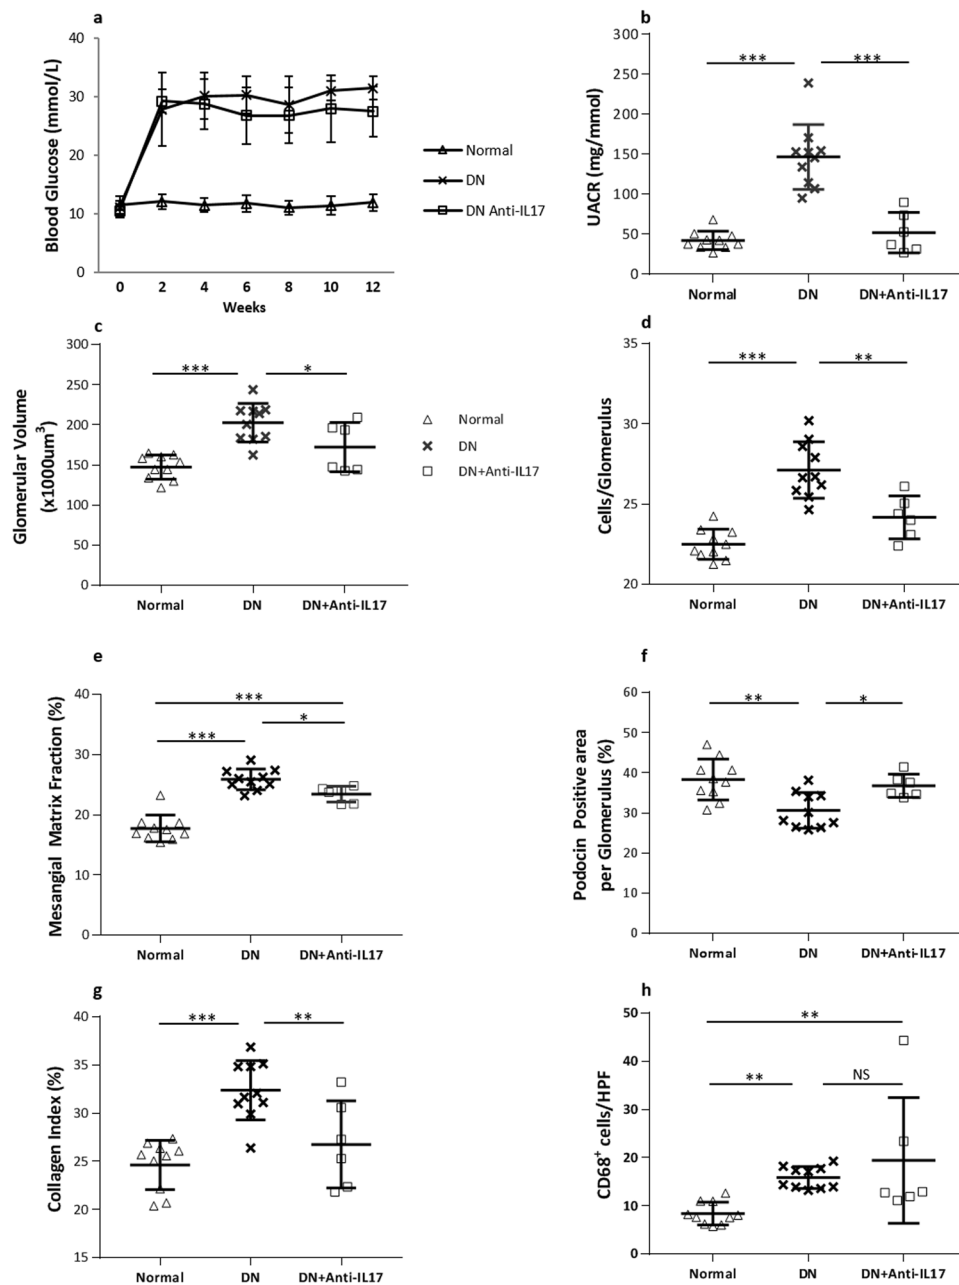 a
Blood Glucose (mmol/L)
40
30
20
10
0
0 2 4 6 8 10 12
Weeks
Normal
DN
DN Anti-IL17
b
UACR (mg/mmol)
300
250
200
150
100
50
0
*** ***
Normal DN DN+Anti-IL17
c
Glomerular Volume
(x1000um³)
300
250
200
150
100
50
0
*** *
Normal DN DN+Anti-IL17
Normal
DN
DN+Anti-IL17
d
Cells/Glomerulus
35
30
25
20
*** **
Normal DN DN+Anti-IL17
e
Mesangial Matrix Fraction (%)
40
30
20
10
0
***
*
***
Normal DN DN+Anti-IL17
f
Podocin Positive area
per Glomerulus (%)
60
50
40
30
20
10
0
** *
Normal DN DN+Anti-IL17
g
Collagen Index (%)
40
35
30
25
20
15
*** **
Normal DN DN+Anti-IL17
h
CD68⁺ cells/HPF
50
40
30
20
10
0
**
** NS
Normal DN DN+Anti-IL17